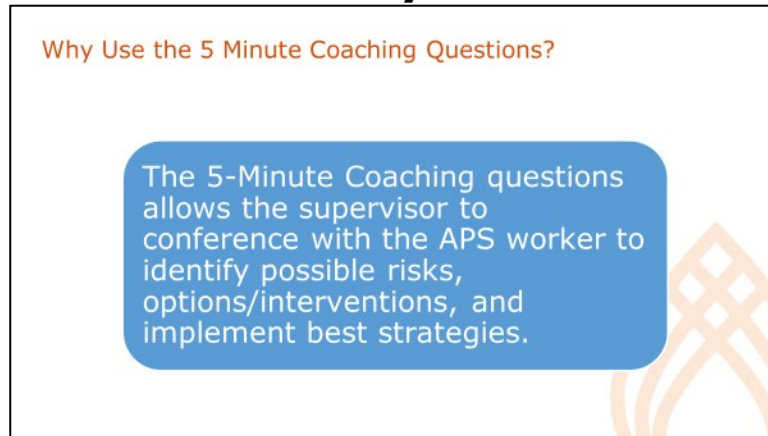 Why Use the 5 Minute Coaching Questions?
The 5-Minute Coaching questions
allows the supervisor to
conference with the APS worker to
identify possible risks,
options/interventions, and
implement best strategies.